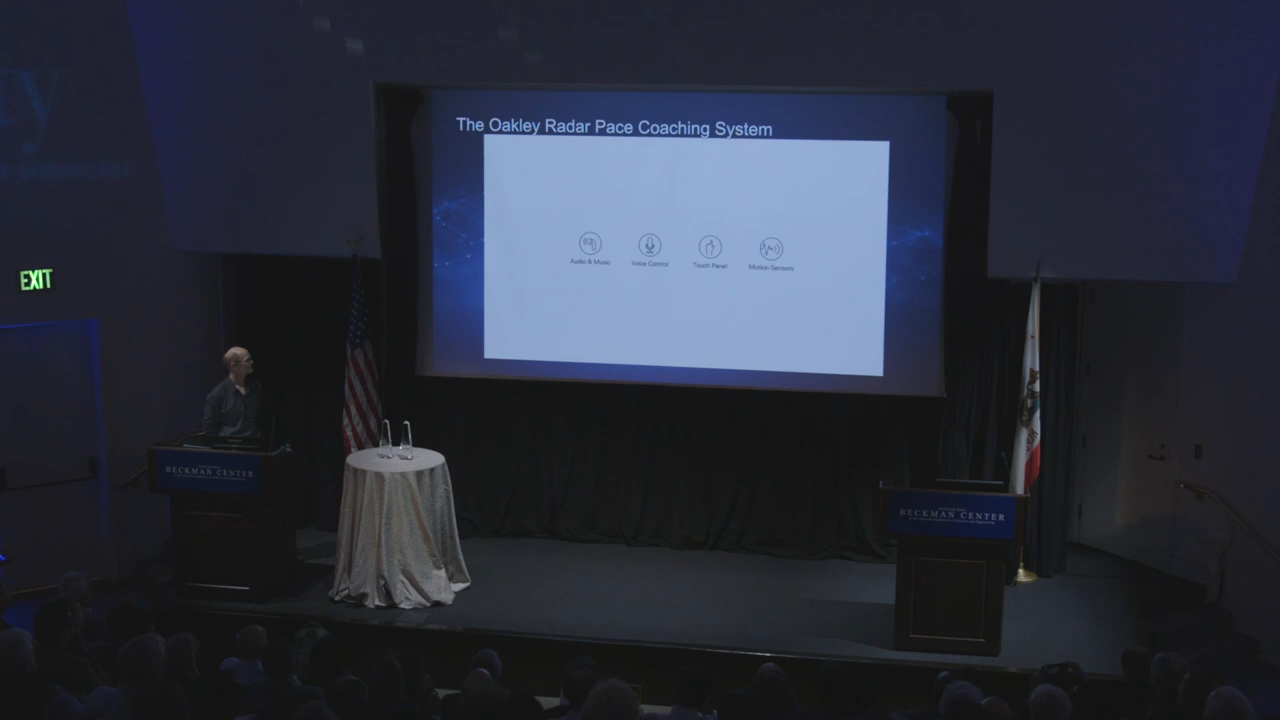 The Oakley Radar Pace Coaching System
Audio & Music
Voice Control
Touch Panel
Motion Sensors
EXIT
BECKMAN CENTER
BECKMAN CENTER